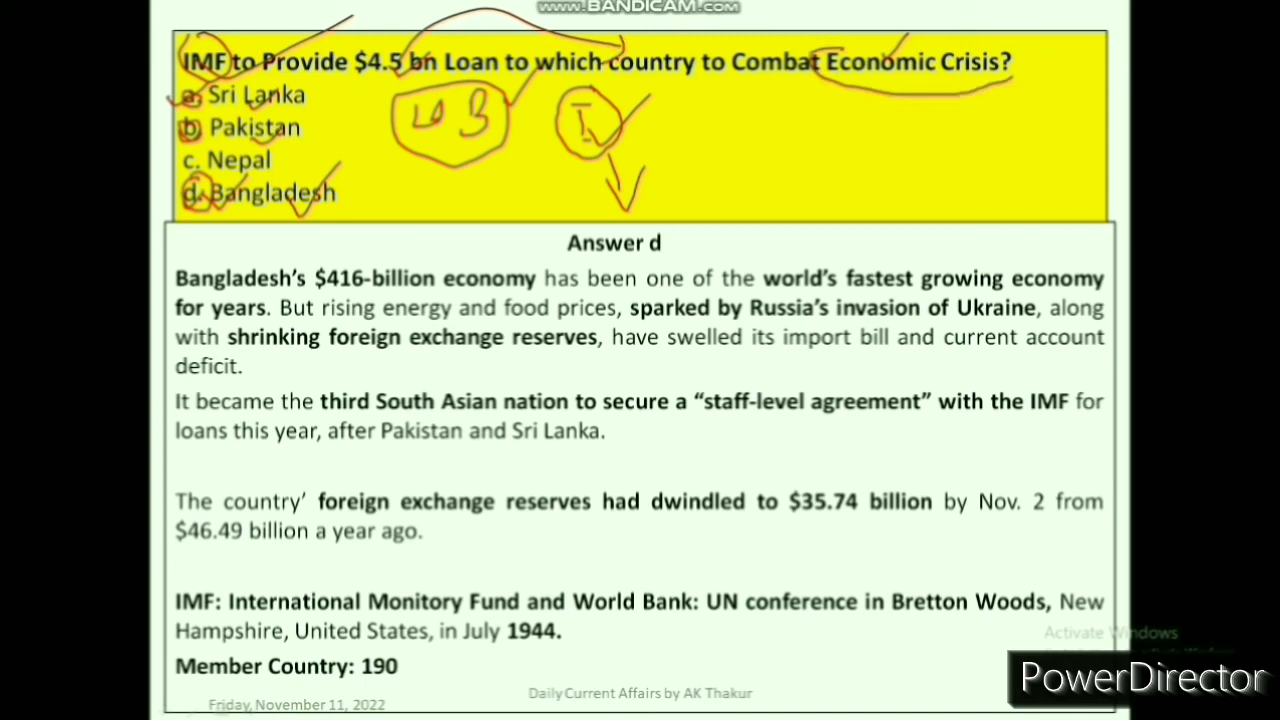 www.BANDICAM.com
IMF to Provide $4.5 bn Loan to which country to Combat Economic Crisis?
a. Sri Lanka
b. Pakistan
c. Nepal
d. Bangladesh
Answer d
Bangladesh's $416-billion economy has been one of the world's fastest growing economy
for years. But rising energy and food prices, sparked by Russia's invasion of Ukraine, along
with shrinking foreign exchange reserves, have swelled its import bill and current account
deficit.
It became the third South Asian nation to secure a “staff-level agreement” with the IMF for
loans this year, after Pakistan and Sri Lanka.
The country' foreign exchange reserves had dwindled to $35.74 billion by Nov. 2 from
$46.49 billion a year ago.
IMF: International Monitory Fund and World Bank: UN conference in Bretton Woods, New
Hampshire, United States, in July 1944.
Member Country: 190
Activate Windows
PowerDirector
Daily Current Affairs by AK Thakur
Friday, November 11, 2022